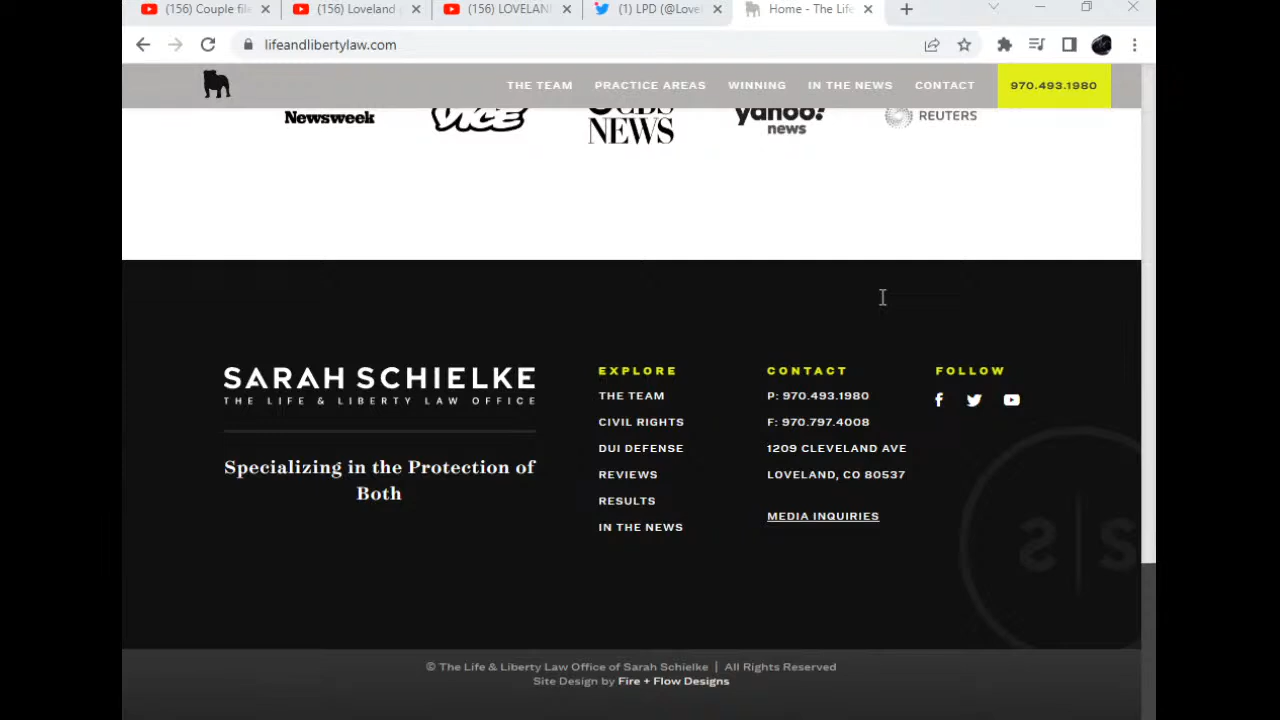 (156) Couple file
(156) Loveland
(156) LOVELAN
(1) LPD (@Love
Home - The Life
lifeandlibertylaw.com
THE TEAM
PRACTICE AREAS
WINNING
IN THE NEWS
CONTACT
970.493.1980
Newsweek
VICE
CBS NEWS
yahoo!
news
REUTERS
SARAH SCHIELKE
THE LIFE & LIBERTY LAW OFFICE
Specializing in the Protection of
Both
EXPLORE
THE TEAM
CIVIL RIGHTS
DUI DEFENSE
REVIEWS
RESULTS
IN THE NEWS
CONTACT
P: 970.493.1980
F: 970.797.4008
1209 CLEVELAND AVE
LOVELAND, CO 80537
MEDIA INQUIRIES
FOLLOW
S|S
© The Life & Liberty Law Office of Sarah Schielke | All Rights Reserved
Site Design by Fire + Flow Designs